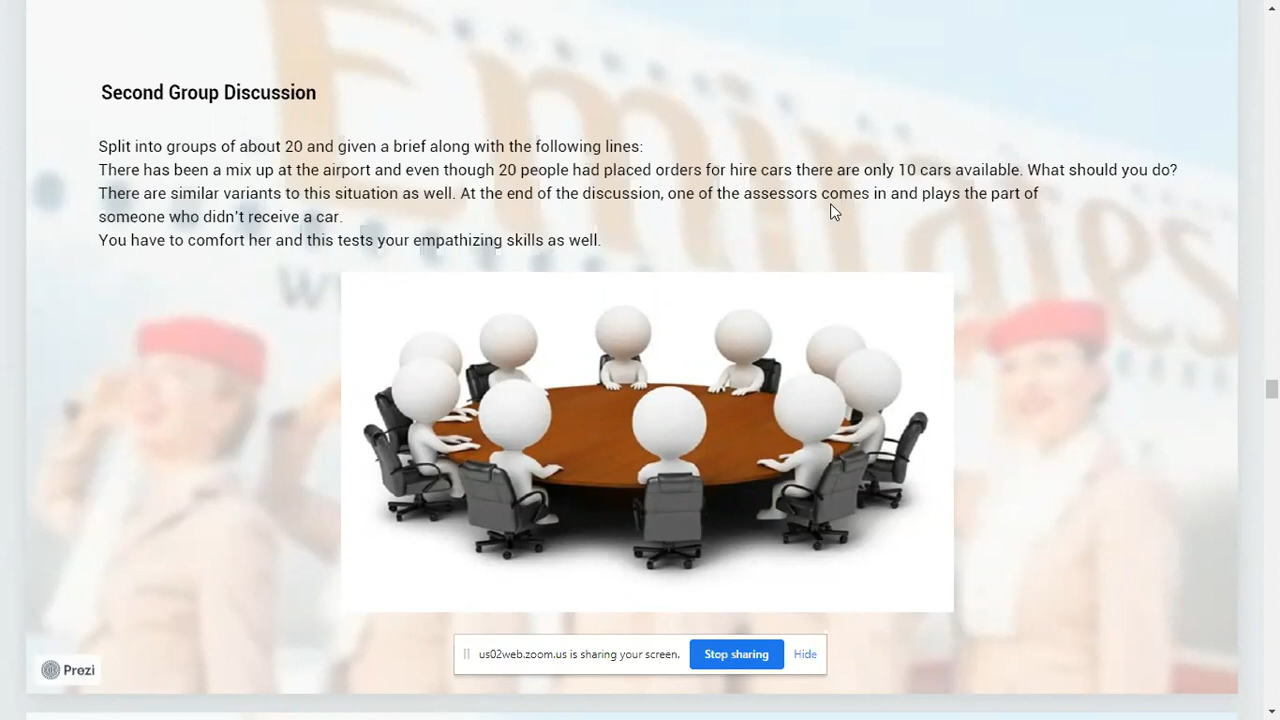 Emirates
Second Group Discussion
Split into groups of about 20 and given a brief along with the following lines:
There has been a mix up at the airport and even though 20 people had placed orders for hire cars there are only 10 cars available. What should you do?
There are similar variants to this situation as well. At the end of the discussion, one of the assessors comes in and plays the part of
someone who didn't receive a car.
You have to comfort her and this tests your empathizing skills as well.
us02web.zoom.us is sharing your screen.
Stop sharing
Hide
Prezi